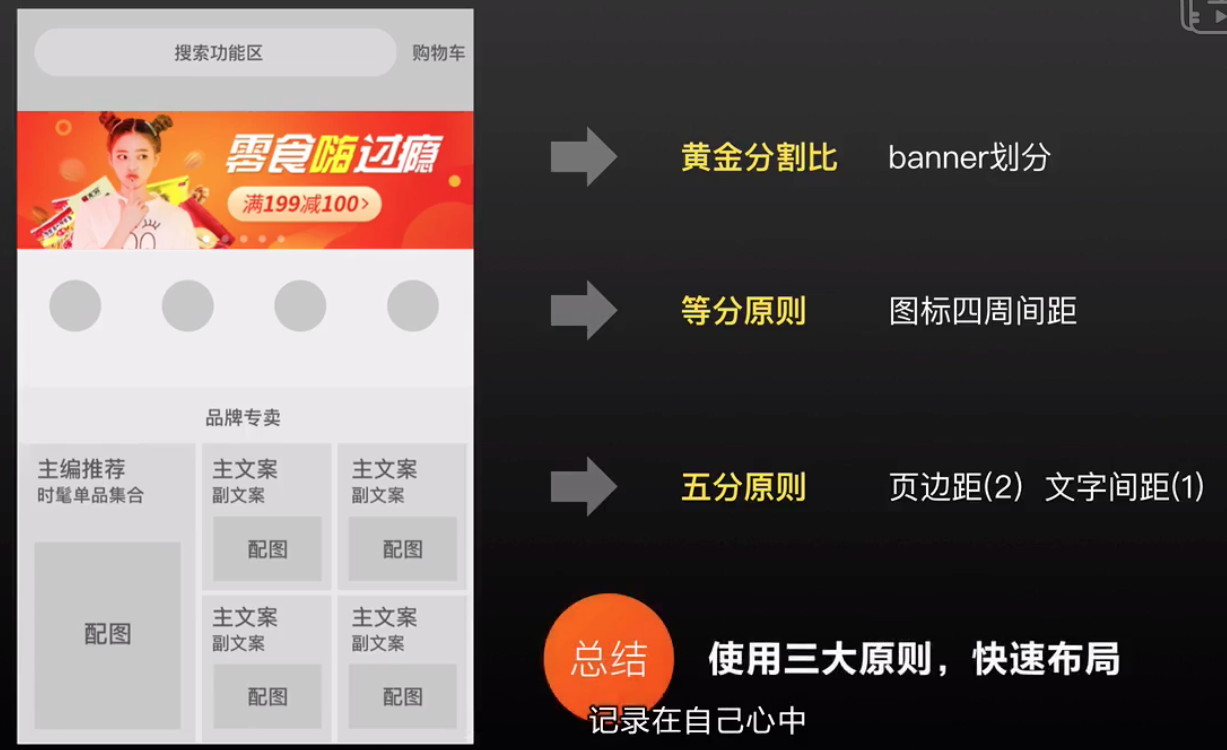 搜索功能区 购物车
零食嗨过瘾
满199减100>
品牌专卖
主编推荐
时髦单品集合
配图
主文案
副文案
配图
主文案
副文案
配图
主文案
副文案
配图
主文案
副文案
配图
黄金分割比 banner划分
等分原则 图标四周间距
五分原则 页边距(2) 文字间距(1)
总结 使用三大原则，快速布局
记录在自己心中